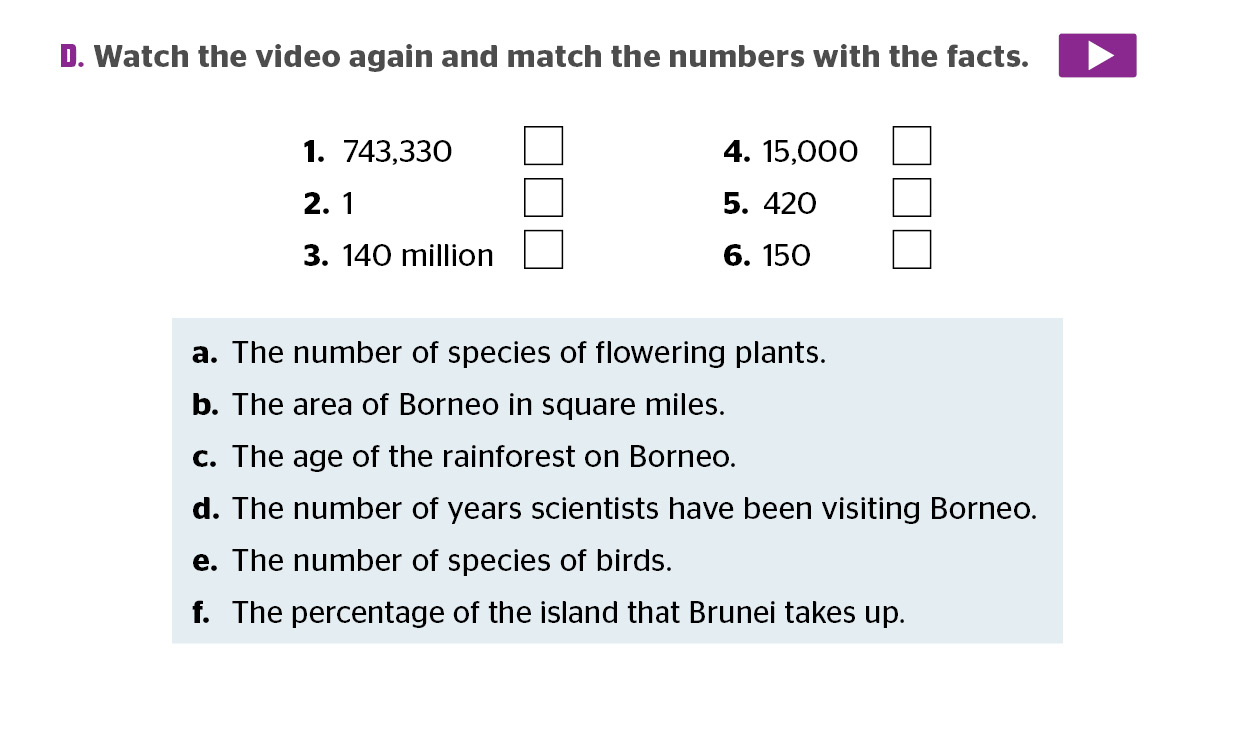 D. Watch the video again and match the numbers with the facts.
1. 743,330
2. 1
3. 140 million
4. 15,000
5. 420
6. 150
a. The number of species of flowering plants.
b. The area of Borneo in square miles.
c. The age of the rainforest on Borneo.
d. The number of years scientists have been visiting Borneo.
e. The number of species of birds.
f. The percentage of the island that Brunei takes up.